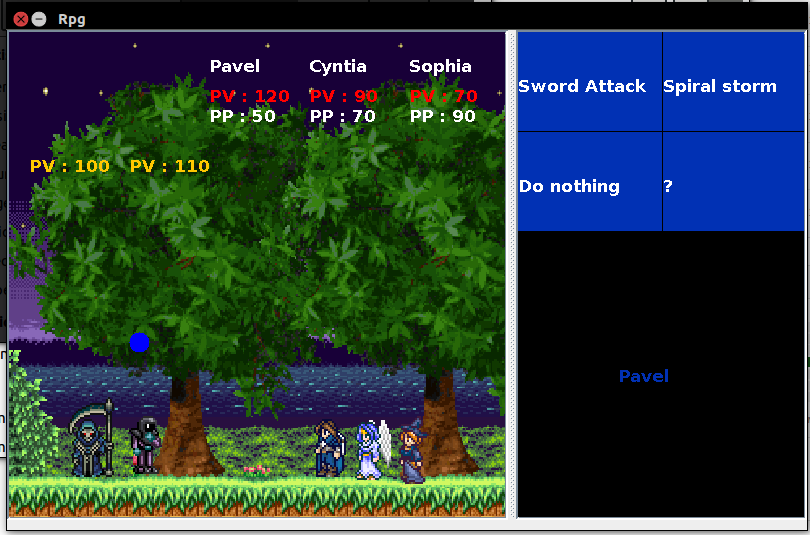 Rpg
Pavel Cyntia Sophia
PV : 120 PV : 90 PV : 70
PP : 50 PP : 70 PP : 90
PV : 100 PV : 110
Sword Attack Spiral storm
Do nothing ?
Pavel